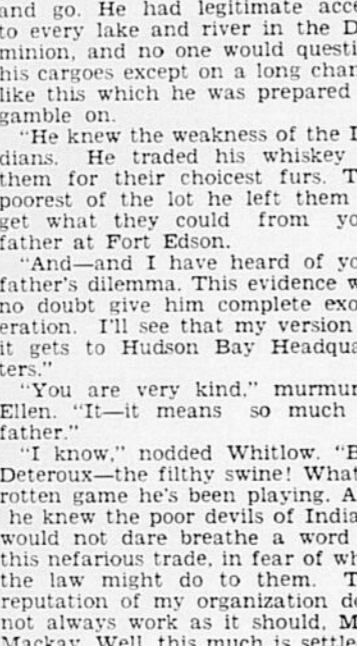 and go. He had legitimate acce
to every lake and river in the D
minion, and no one would questi
his cargoes except on a long chan
like this which he was prepared
gamble on.
"He knew the weakness of the I
dians. He traded his whiskey
them for their choicest furs. T
poorest of the lot he left them
get what they could from yo
father at Fort Edson.
"And—and I have heard of yo
father's dilemma. This evidence w
no doubt give him complete exo
eration. I'll see that my version
it gets to Hudson Bay Headqua
ters."
"You are very kind," murmur
Ellen. "It—it means so much
father."
"I know," nodded Whitlow. "B
Deteroux—the filthy swine! What
rotten game he's been playing. A
he knew the poor devils of India
would not dare breathe a word
this nefarious trade, in fear of wh
the law might do to them. T
reputation of my organization do
not always work as it should, M
Mackay. Well, this much is settle